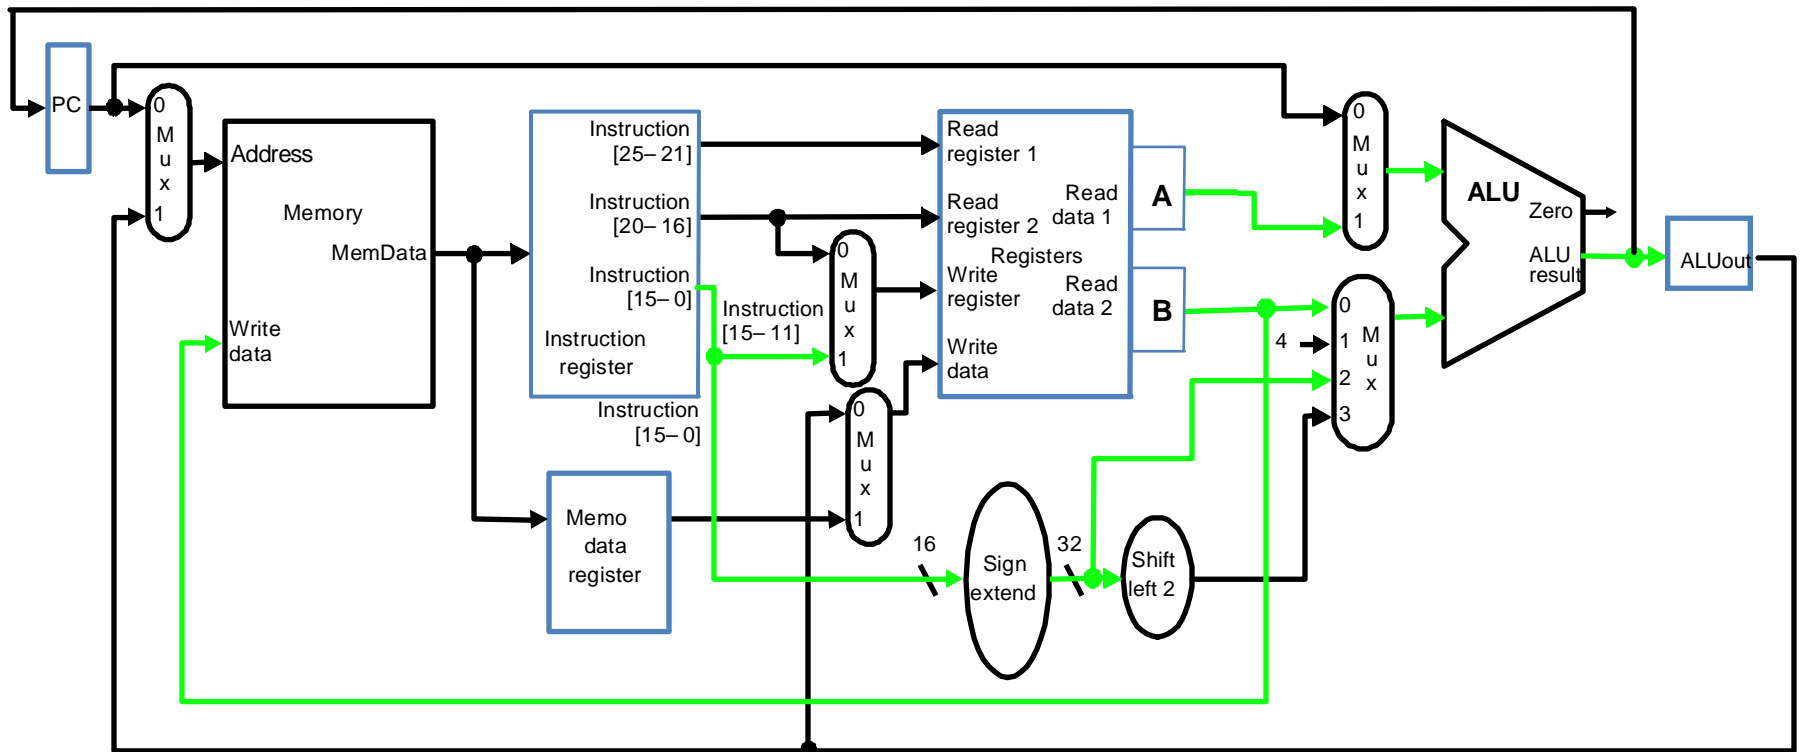 PC
0
M
u
x
1
Address
Memory
MemData
Write
data
Instruction
[25– 21]
Instruction
[20– 16]
Instruction
[15– 0]
Instruction
register
Instruction
[15– 11]
Instruction
[15– 0]
0
M
u
x
1
0
M
u
x
1
Memo
data
register
Read
register 1
Read
register 2
Registers
Write
register
Write
data
Read
data 1
Read
data 2
A
B
16
Sign
extend
32
Shift
left 2
0
M
u
x
1
4
0
1
2
3
M
u
x
ALU
Zero
ALU
result
ALUout